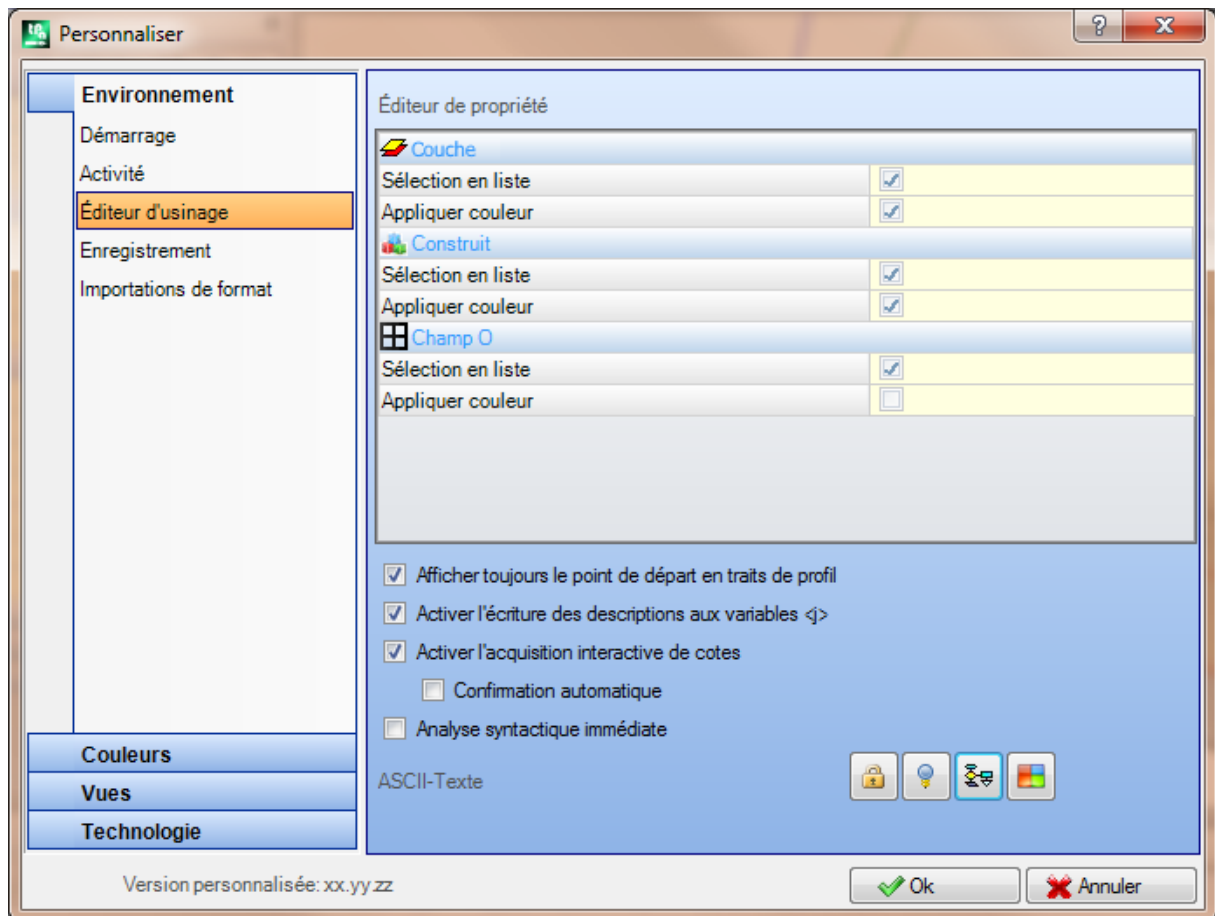 Personnaliser
Environnement
Démarrage
Activité
Éditeur d'usinage
Enregistrement
Importations de format
Couleurs
Vues
Technologie
Éditeur de propriété
Couche
Sélection en liste
Appliquer couleur
Construit
Sélection en liste
Appliquer couleur
Champ O
Sélection en liste
Appliquer couleur
Afficher toujours le point de départ en traits de profil
Activer l'écriture des descriptions aux variables <j>
Activer l'acquisition interactive de cotes
Confirmation automatique
Analyse syntactique immédiate
ASCII-Texte
Version personnalisée: xx.yy.zz
Ok
Annuler